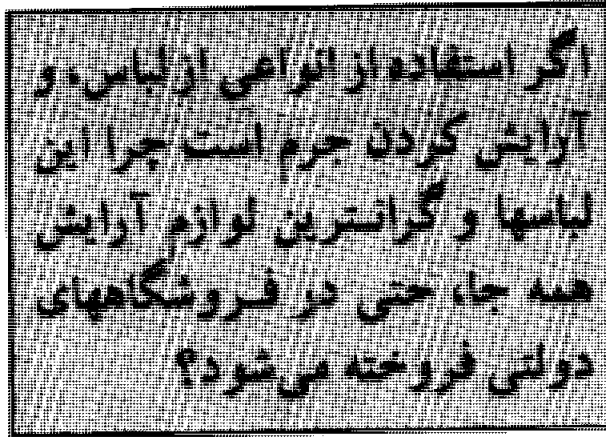 اگر استفاده از انواعی از لباس، و
آرایش کردن جرم است چرا این
لباسها و گرانترین لوازم آرایش
همه جا، حتی در فروشگاههای
دولتی فروخته می‌شود؟